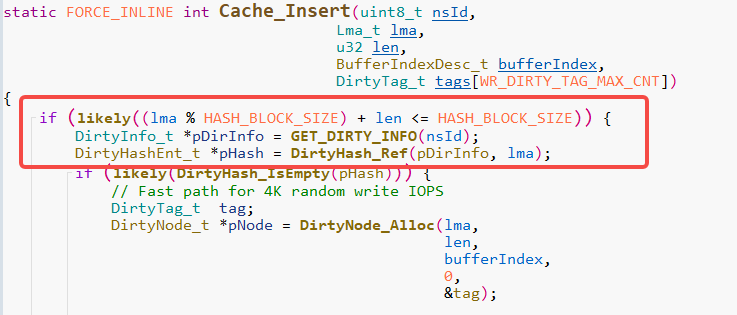 static FORCE_INLINE int Cache_Insert(uint8_t nsId,
Lma_t lma,
u32 len,
BufferIndexDesc_t bufferIndex,
DirtyTag_t tags[WR_DIRTY_TAG_MAX_CNT])
{
if (likely((lma % HASH_BLOCK_SIZE) + len <= HASH_BLOCK_SIZE)) {
DirtyInfo_t *pDirInfo = GET_DIRTY_INFO(nsId);
DirtyHashEnt_t *pHash = DirtyHash_Ref(pDirInfo, lma);
if (likely(DirtyHash_IsEmpty(pHash))) {
// Fast path for 4K random write IOPS
DirtyTag_t  tag;
DirtyNode_t *pNode = DirtyNode_Alloc(lma,
len,
bufferIndex,
0,
&tag);